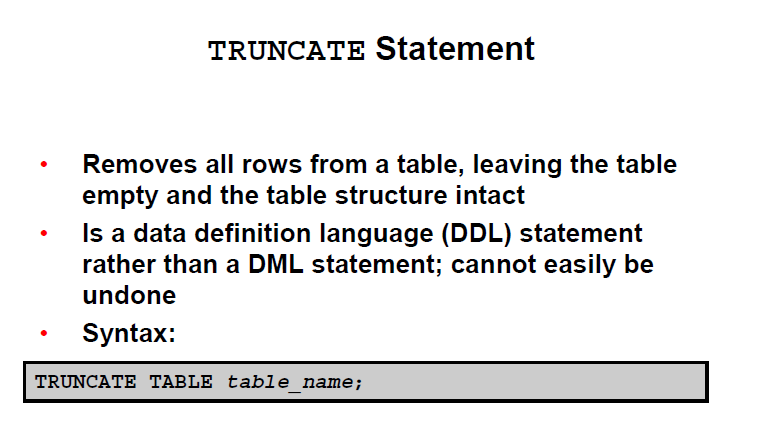 TRUNCATE Statement
• Removes all rows from a table, leaving the table
empty and the table structure intact
• Is a data definition language (DDL) statement
rather than a DML statement; cannot easily be
undone
• Syntax:
TRUNCATE TABLE table_name;